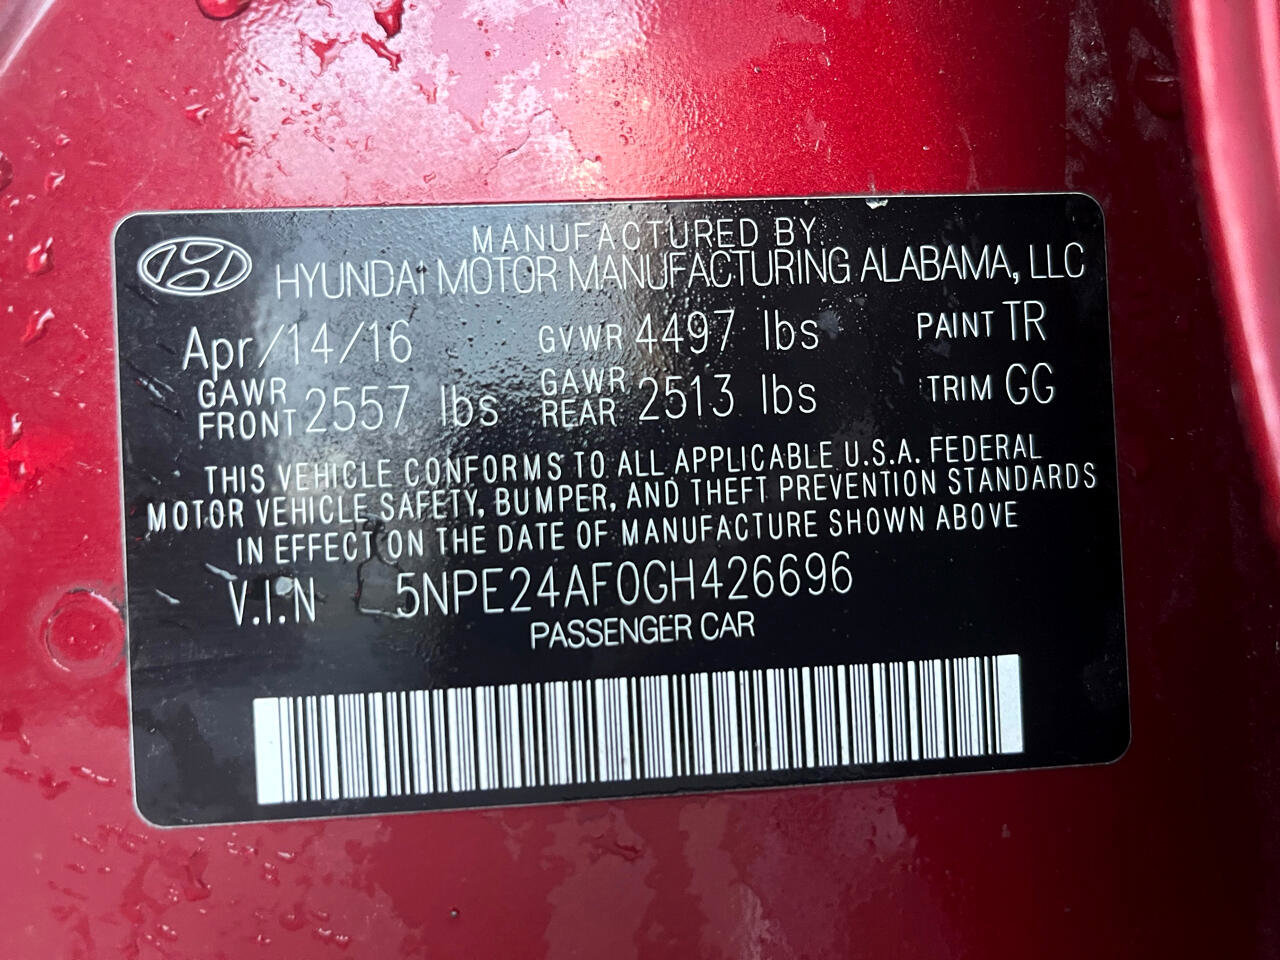 MANUFACTURED BY
HYUNDAI MOTOR MANUFACTURING ALABAMA, LLC
Apr/14/16 GVWR 4497 lbs PAINT TR
GAWR FRONT 2557 lbs GAWR REAR 2513 lbs TRIM GG
THIS VEHICLE CONFORMS TO ALL APPLICABLE U.S.A. FEDERAL
MOTOR VEHICLE SAFETY, BUMPER, AND THEFT PREVENTION STANDARDS
IN EFFECT ON THE DATE OF MANUFACTURE SHOWN ABOVE
V.I.N 5NPE24AF0GH426696
PASSENGER CAR